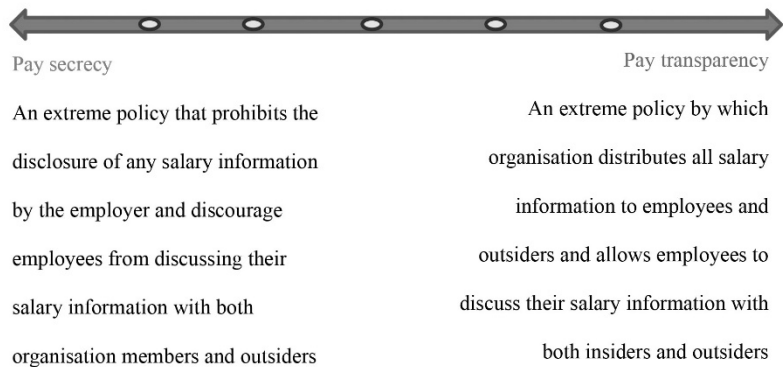 Pay secrecy
An extreme policy that prohibits the
disclosure of any salary information
by the employer and discourage
employees from discussing their
salary information with both
organisation members and outsiders
Pay transparency
An extreme policy by which
organisation distributes all salary
information to employees and
outsiders and allows employees to
discuss their salary information with
both insiders and outsiders